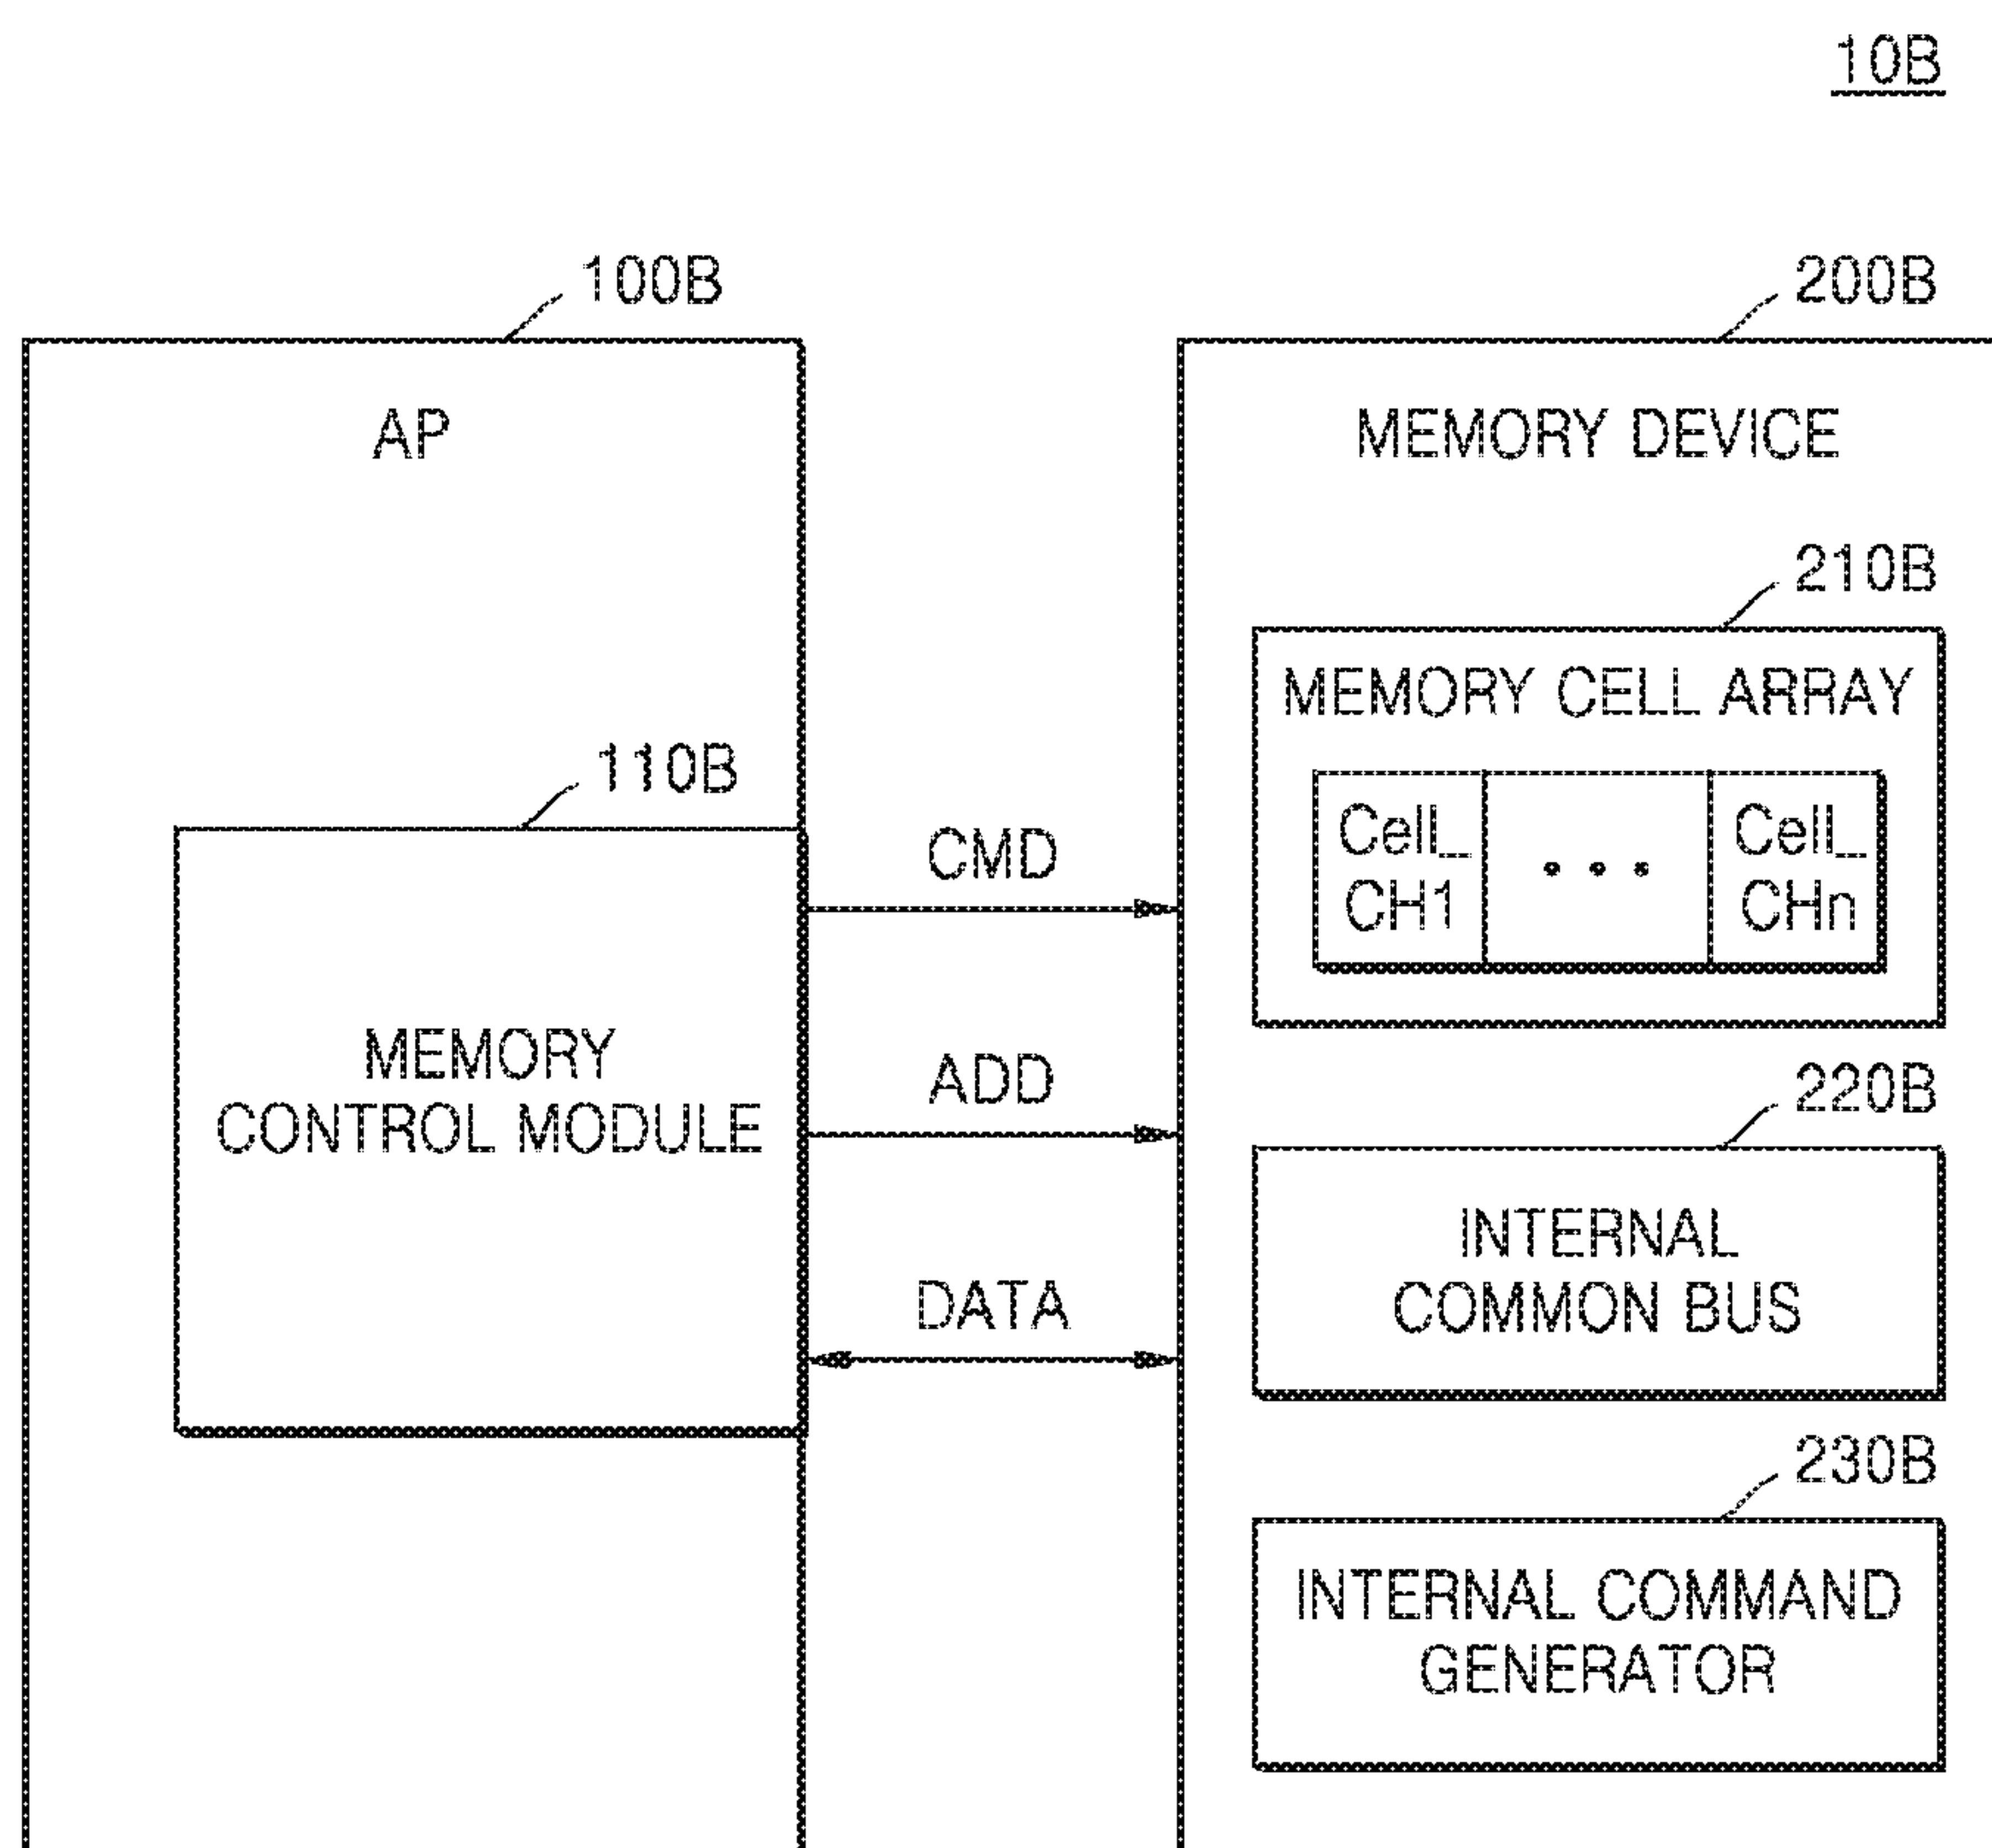 10B
100B
200B
AP
MEMORY DEVICE
210B
MEMORY CELL ARRAY
110B
Cell_
CH1
• • •
Cell_
CHn
CMD
MEMORY
CONTROL MODULE
ADD
220B
INTERNAL
COMMON BUS
DATA
230B
INTERNAL COMMAND
GENERATOR